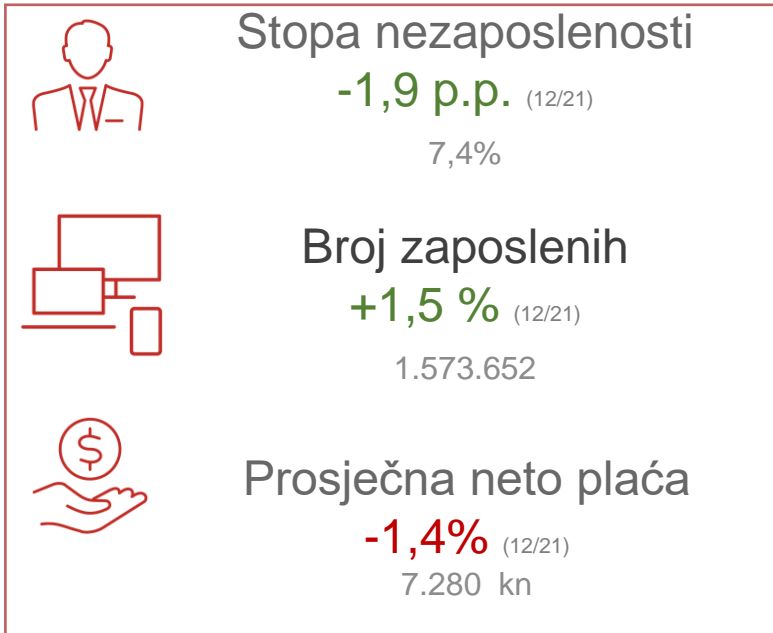 Stopa nezaposlenosti
-1,9 p.p. (12/21)
7,4%
Broj zaposlenih
+1,5 % (12/21)
1.573.652
$
Prosječna neto plaća
-1,4% (12/21)
7.280 kn